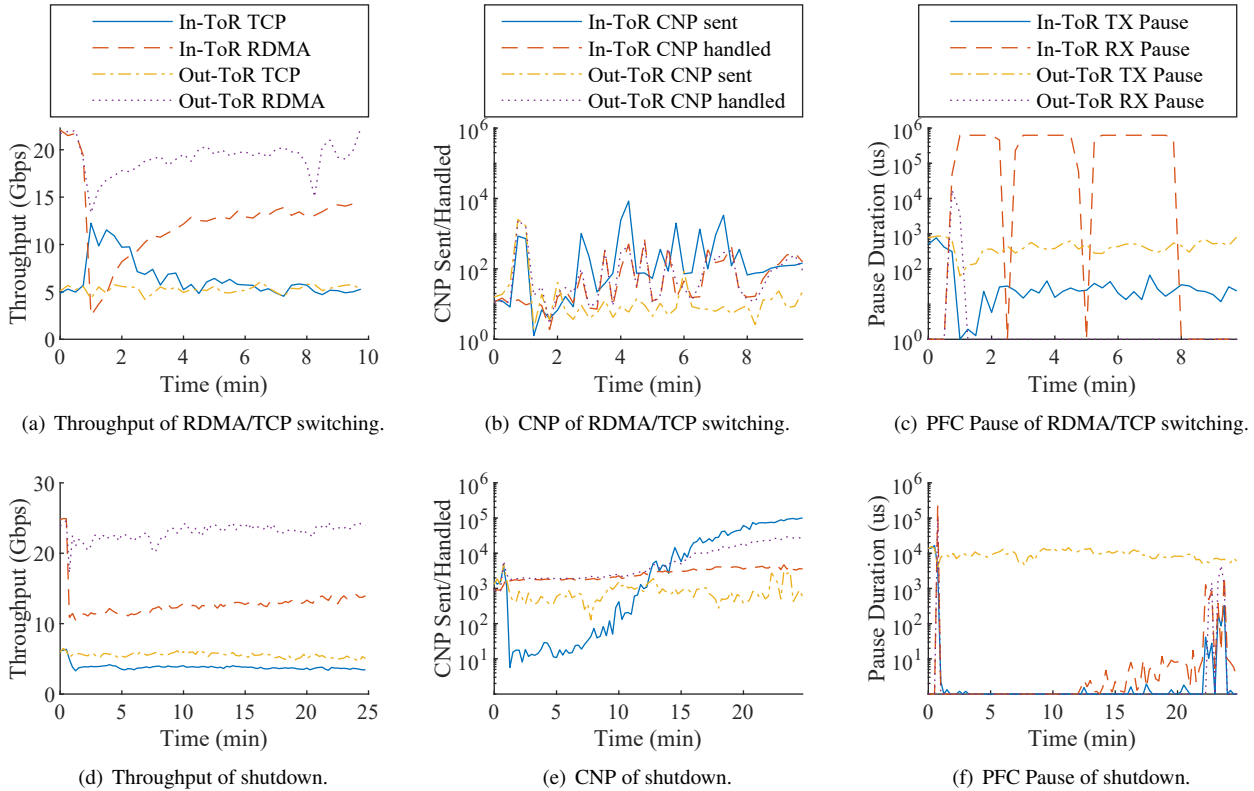 In-ToR TCP
In-ToR RDMA
Out-ToR TCP
Out-ToR RDMA
20
15
10
5
0
Throughput (Gbps)
0 2 4 6 8 10
Time (min)
(a) Throughput of RDMA/TCP switching.
In-ToR CNP sent
In-ToR CNP handled
Out-ToR CNP sent
Out-ToR CNP handled
10^6
10^4
10^2
10^0
CNP Sent/Handled
0 2 4 6 8
Time (min)
(b) CNP of RDMA/TCP switching.
In-ToR TX Pause
In-ToR RX Pause
Out-ToR TX Pause
Out-ToR RX Pause
10^6
10^5
10^4
10^3
10^2
10^1
10^0
Pause Duration (us)
0 2 4 6 8
Time (min)
(c) PFC Pause of RDMA/TCP switching.
30
20
10
0
Throughput (Gbps)
0 5 10 15 20 25
Time (min)
(d) Throughput of shutdown.
10^6
10^5
10^4
10^3
10^2
10^1
CNP Sent/Handled
0 5 10 15 20
Time (min)
(e) CNP of shutdown.
10^6
10^5
10^4
10^3
10^2
10^1
Pause Duration (us)
0 5 10 15 20
Time (min)
(f) PFC Pause of shutdown.